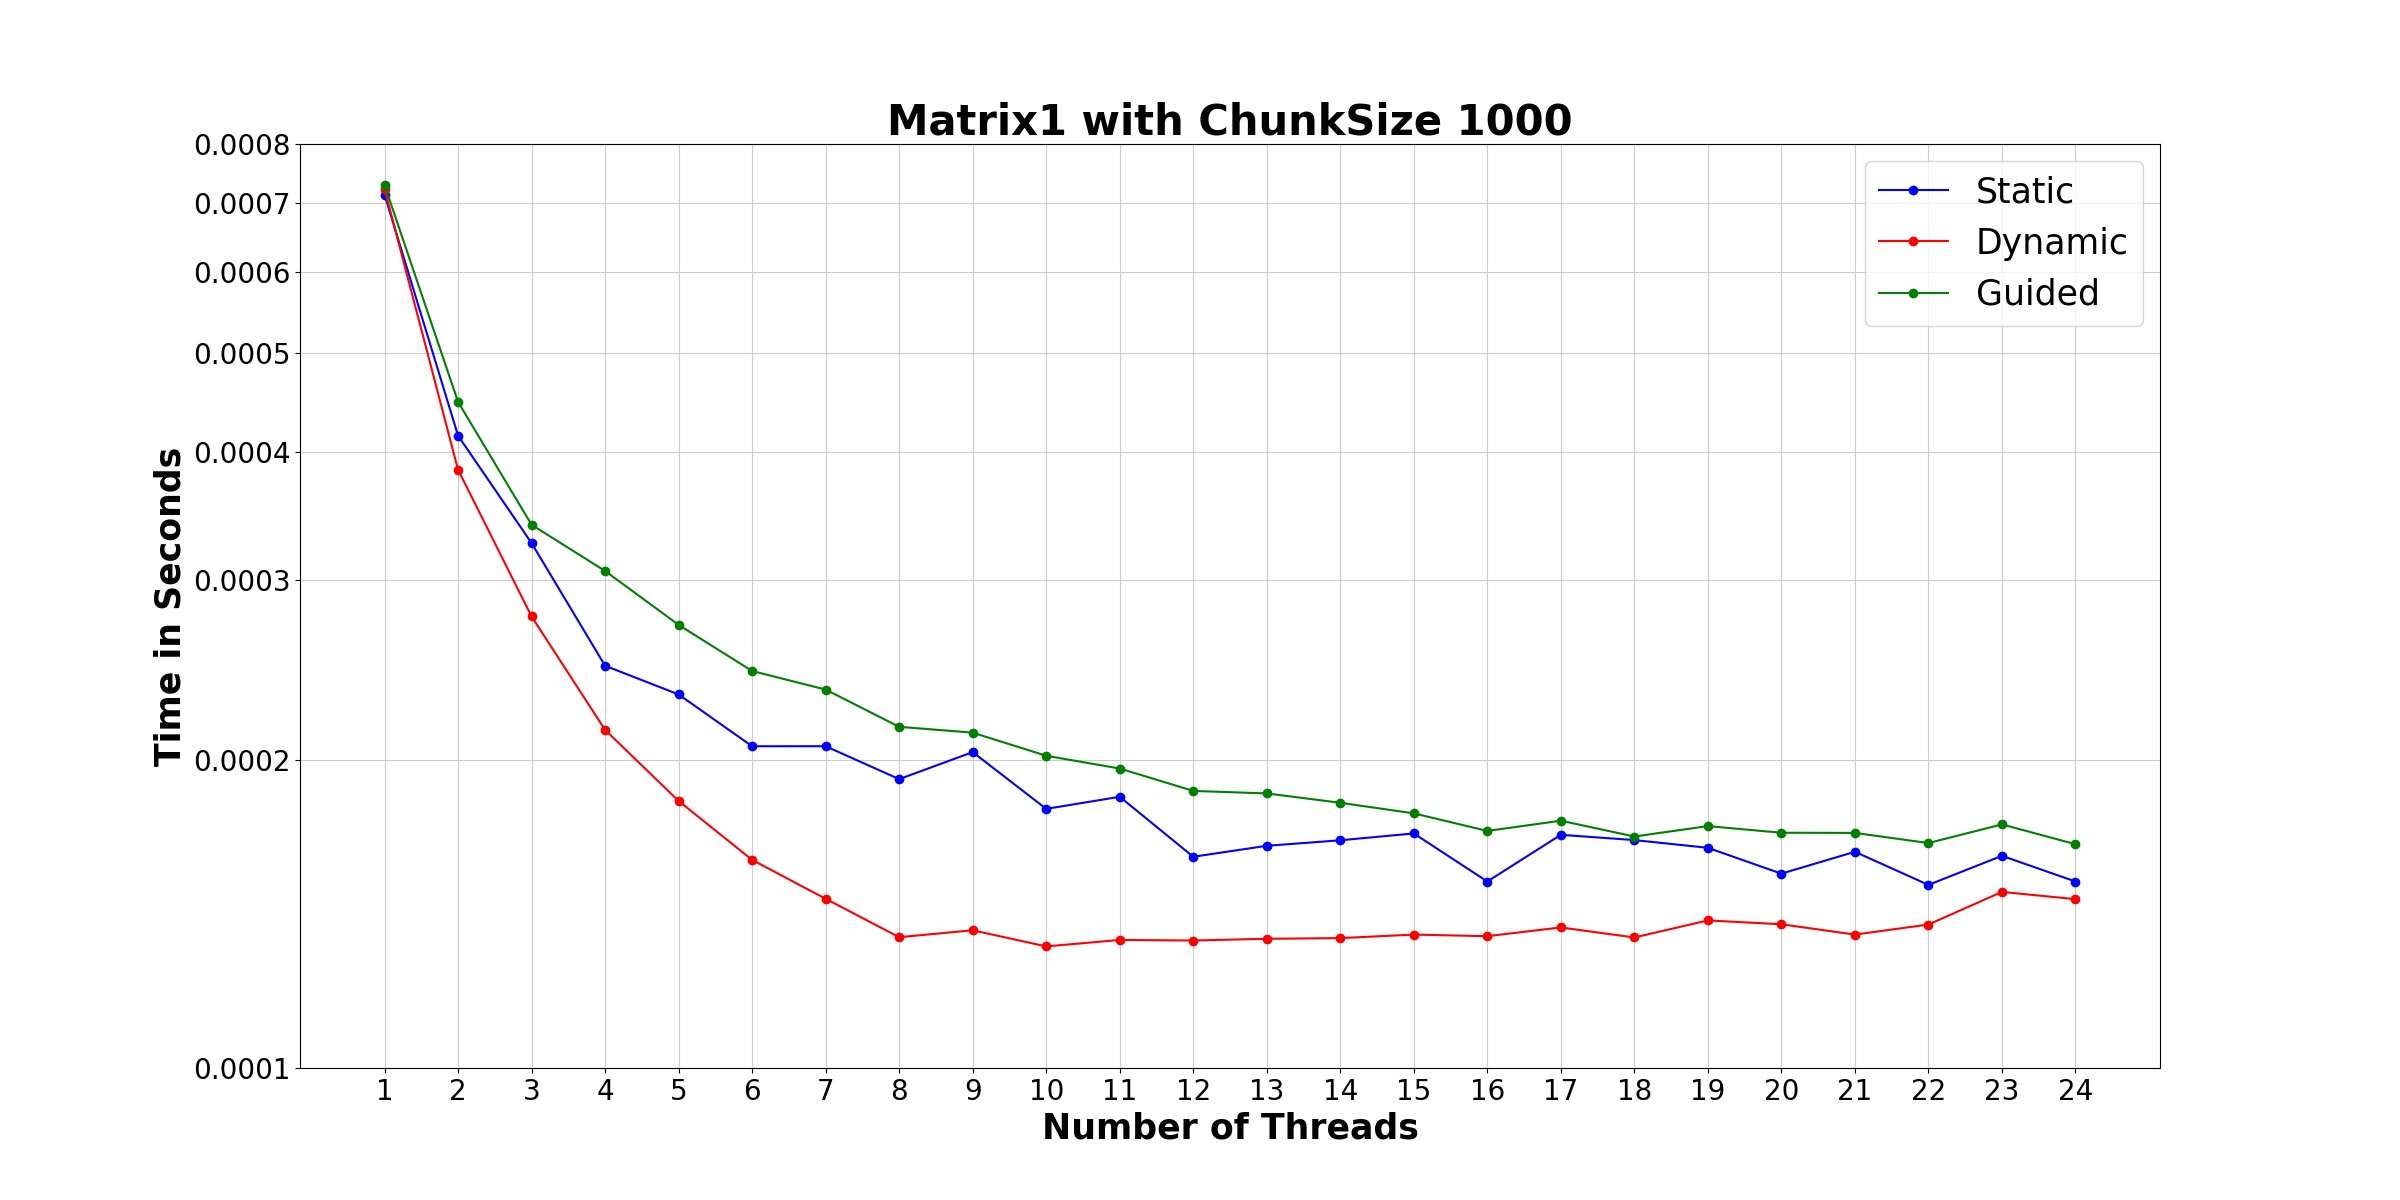 Matrix1 with ChunkSize 1000
0.0008
0.0007
0.0006
0.0005
0.0004
0.0003
0.0002
0.0001
Time in Seconds
Static
Dynamic
Guided
1 2 3 4 5 6 7 8 9 10 11 12 13 14 15 16 17 18 19 20 21 22 23 24
Number of Threads